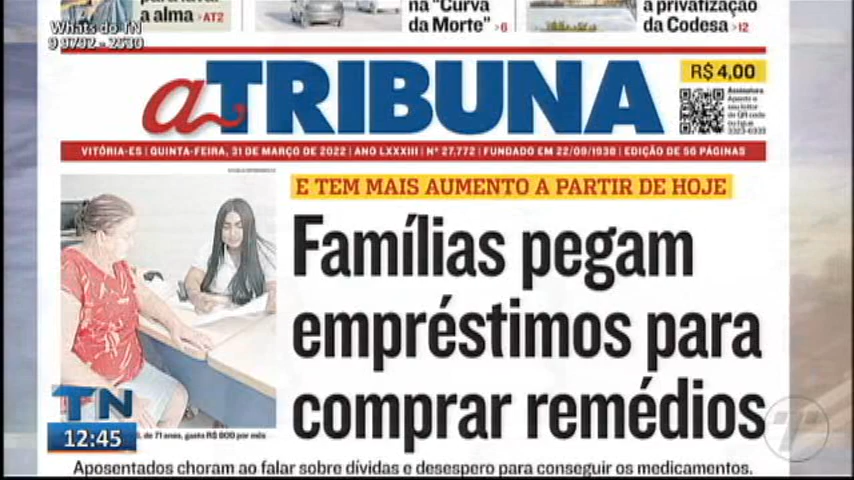 Whats do TN
9 9792 - 2530
a alma >AT2
na "Curva
da Morte" >6
a privatização
da Codesa >12
aTRIBUNA
R$ 4,00
Assinatura
VITÓRIA-ES | QUINTA-FEIRA, 31 DE MARÇO DE 2022 | ANO LXXXIII | Nº 27.772 | FUNDADO EM 22/09/1938 | EDIÇÃO DE 56 PÁGINAS
E TEM MAIS AUMENTO A PARTIR DE HOJE
Famílias pegam
empréstimos para
comprar remédios
de 71 anos, gasta R$ 800 por mês
Aposentados choram ao falar sobre dívidas e desespero para conseguir os medicamentos.
TN
12:45